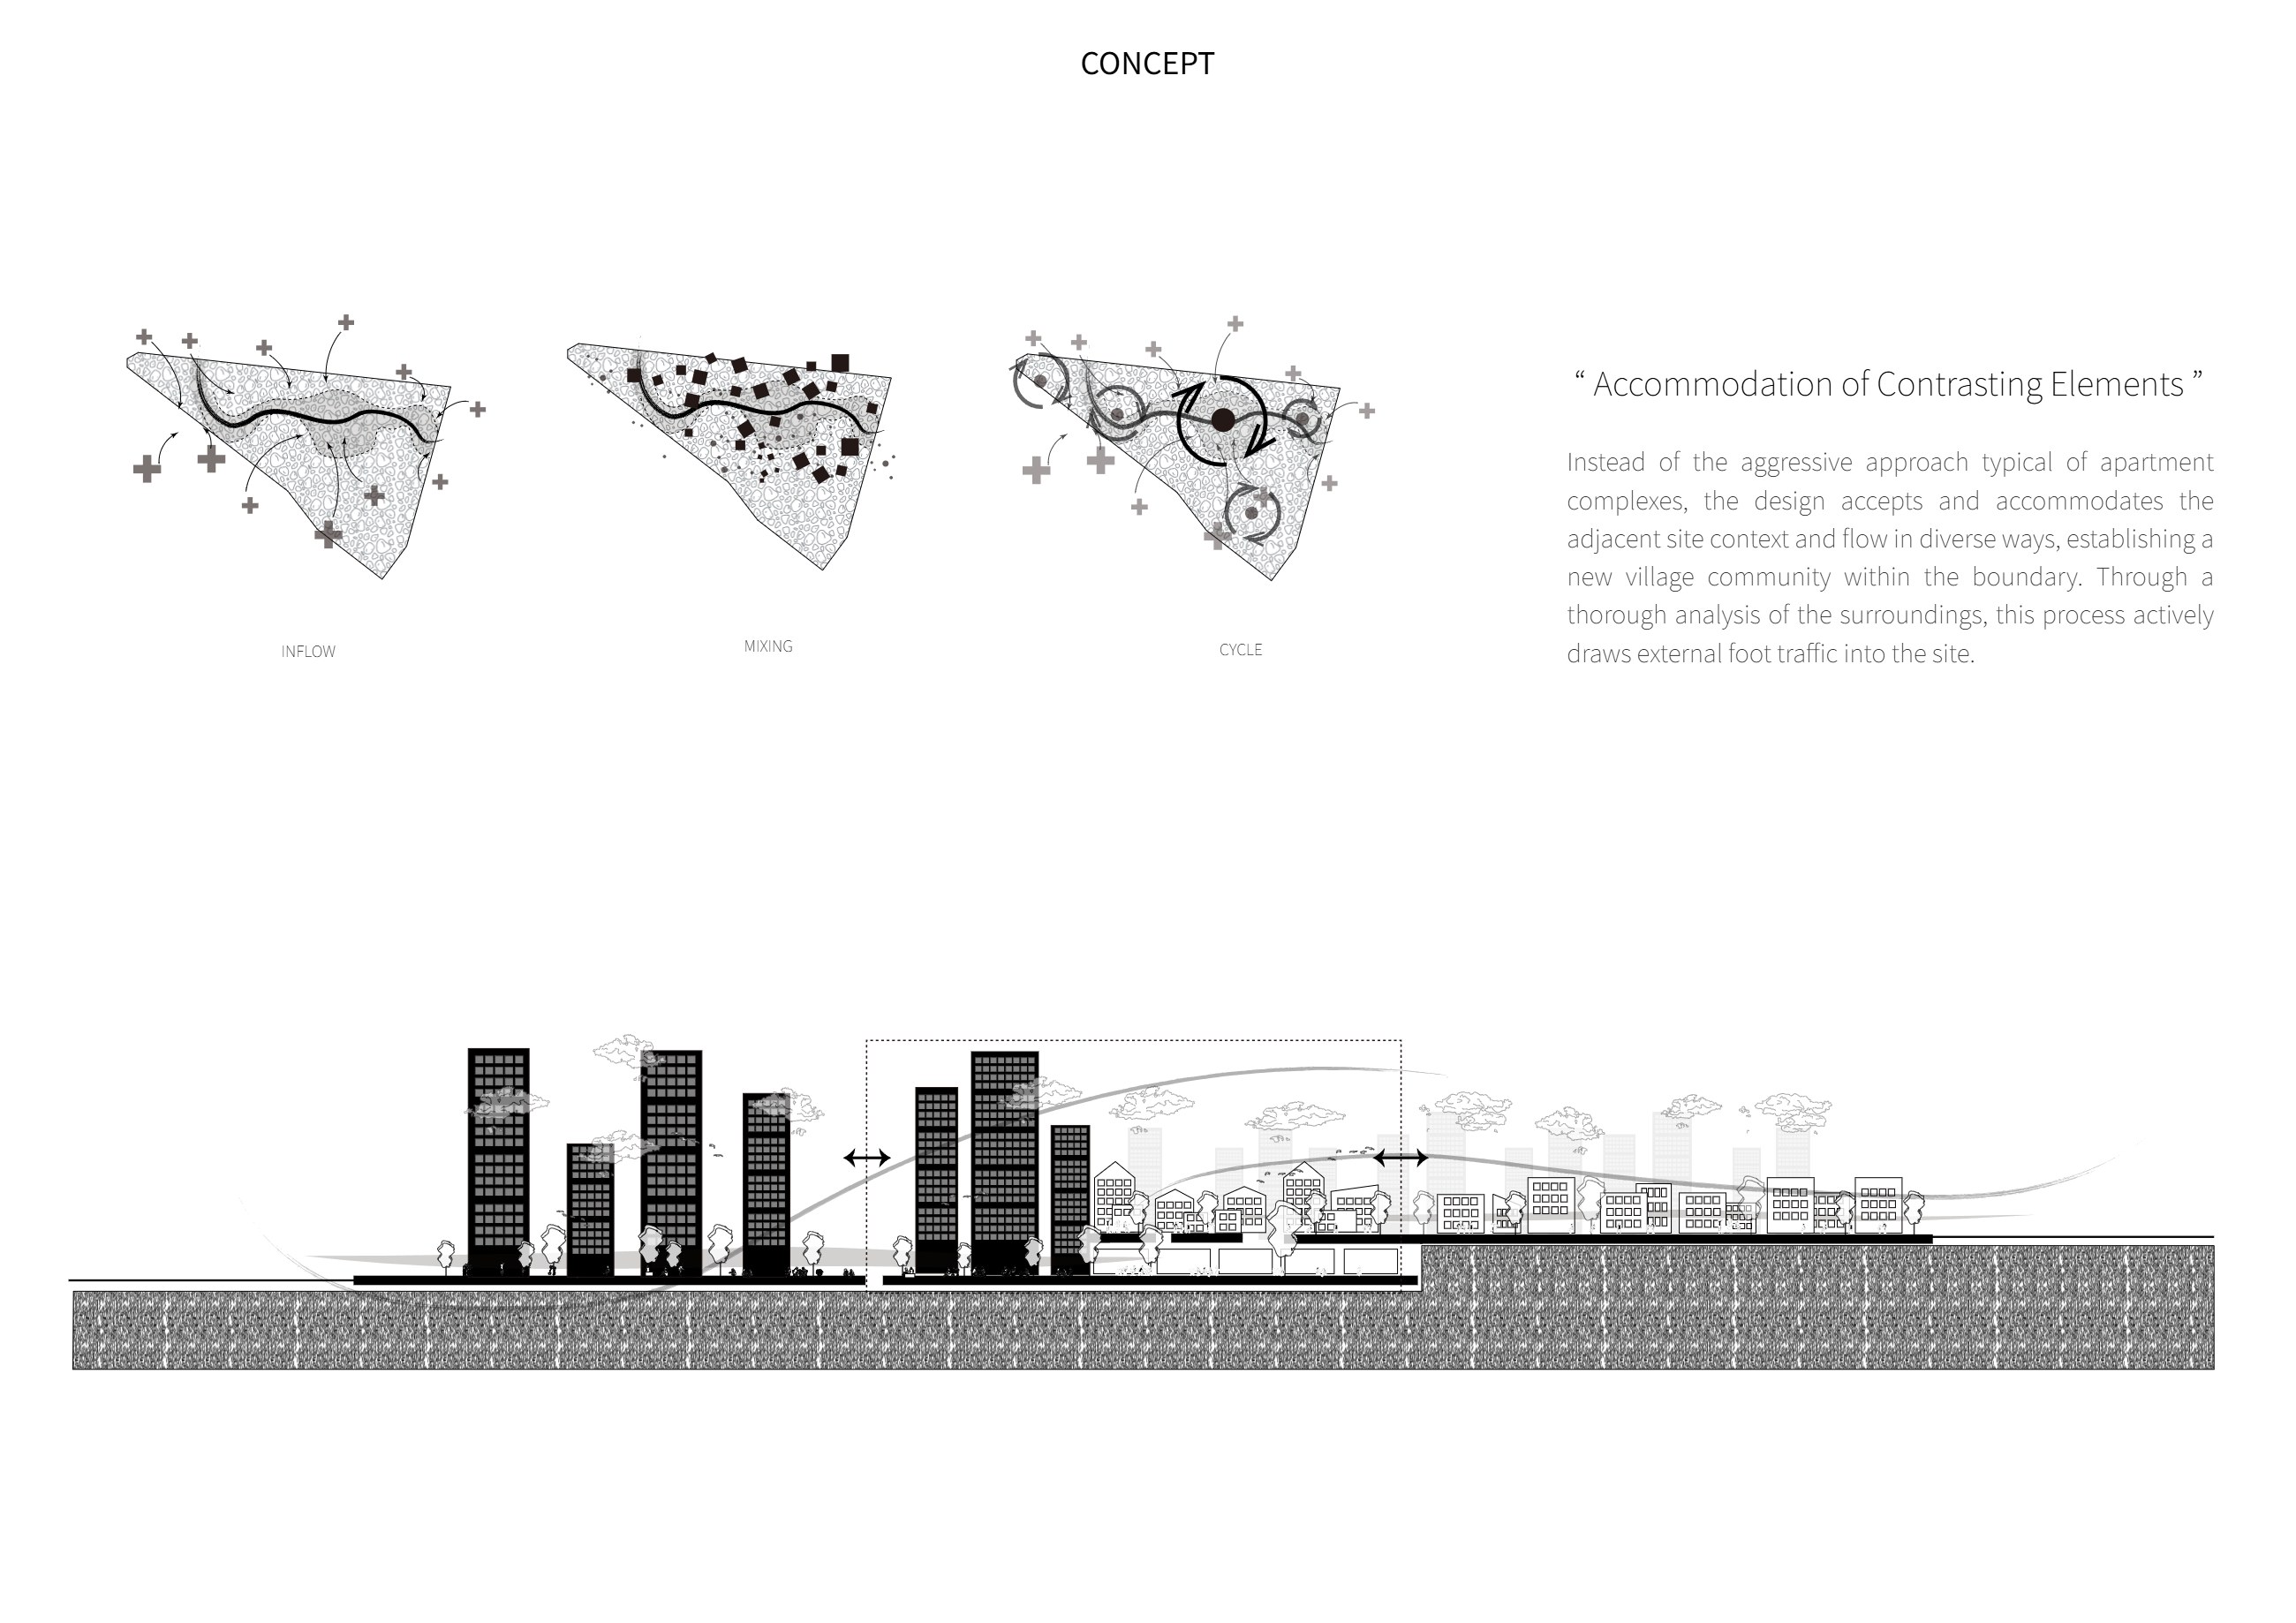 CONCEPT
INFLOW
MIXING
CYCLE
“ Accommodation of Contrasting Elements ”
Instead of the aggressive approach typical of apartment
complexes, the design accepts and accommodates the
adjacent site context and flow in diverse ways, establishing a
new village community within the boundary. Through a
thorough analysis of the surroundings, this process actively
draws external foot traffic into the site.